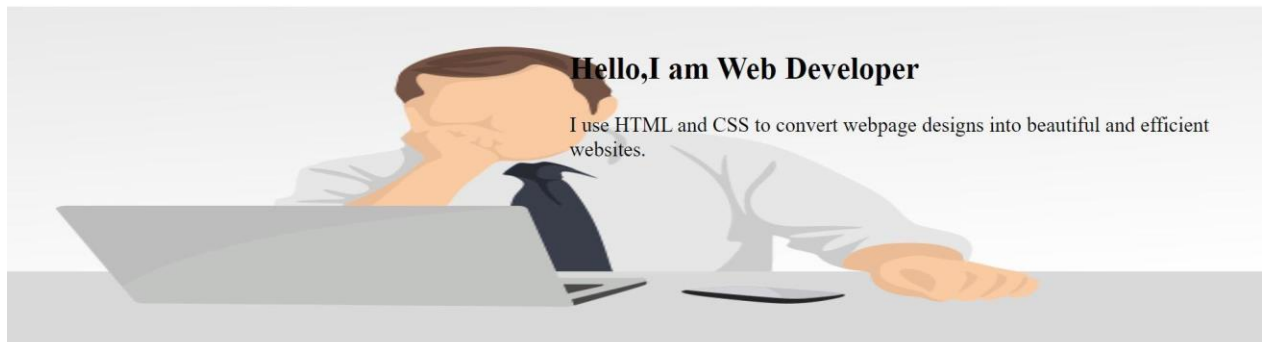 Hello,I am Web Developer
I use HTML and CSS to convert webpage designs into beautiful and efficient
websites.